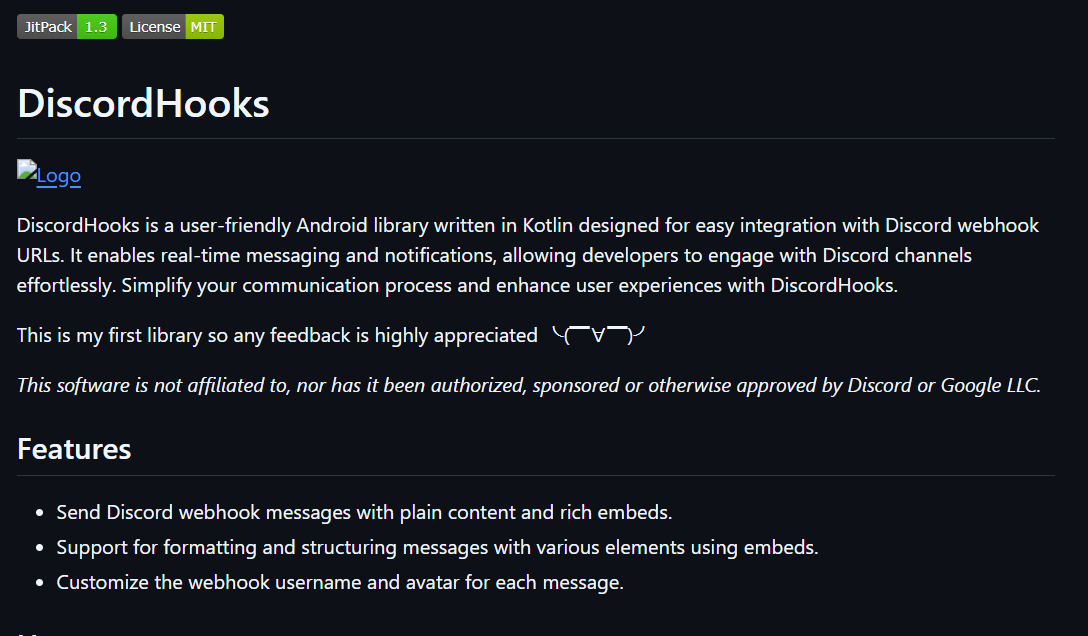 JitPack 1.3 License MIT
DiscordHooks
Logo
DiscordHooks is a user-friendly Android library written in Kotlin designed for easy integration with Discord webhook
URLs. It enables real-time messaging and notifications, allowing developers to engage with Discord channels
effortlessly. Simplify your communication process and enhance user experiences with DiscordHooks.
This is my first library so any feedback is highly appreciated ╰(￣∀￣)╯
This software is not affiliated to, nor has it been authorized, sponsored or otherwise approved by Discord or Google LLC.
Features
• Send Discord webhook messages with plain content and rich embeds.
• Support for formatting and structuring messages with various elements using embeds.
• Customize the webhook username and avatar for each message.